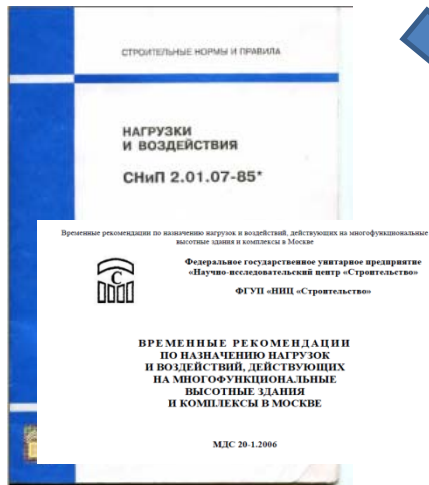 СТРОИТЕЛЬНЫЕ НОРМЫ И ПРАВИЛА
НАГРУЗКИ
И ВОЗДЕЙСТВИЯ
СНиП 2.01.07-85*
Временные рекомендации по назначению нагрузок и воздействий, действующих на многофункциональные
высотные здания и комплексы в Москве
С
Федеральное государственное унитарное предприятие
«Научно-исследовательский центр «Строительство»
ФГУП «НИЦ «Строительство»
ВРЕМЕННЫЕ РЕКОМЕНДАЦИИ
ПО НАЗНАЧЕНИЮ НАГРУЗОК
И ВОЗДЕЙСТВИЙ, ДЕЙСТВУЮЩИХ
НА МНОГОФУНКЦИОНАЛЬНЫЕ
ВЫСОТНЫЕ ЗДАНИЯ
И КОМПЛЕКСЫ В МОСКВЕ
МДС 20-1.2006